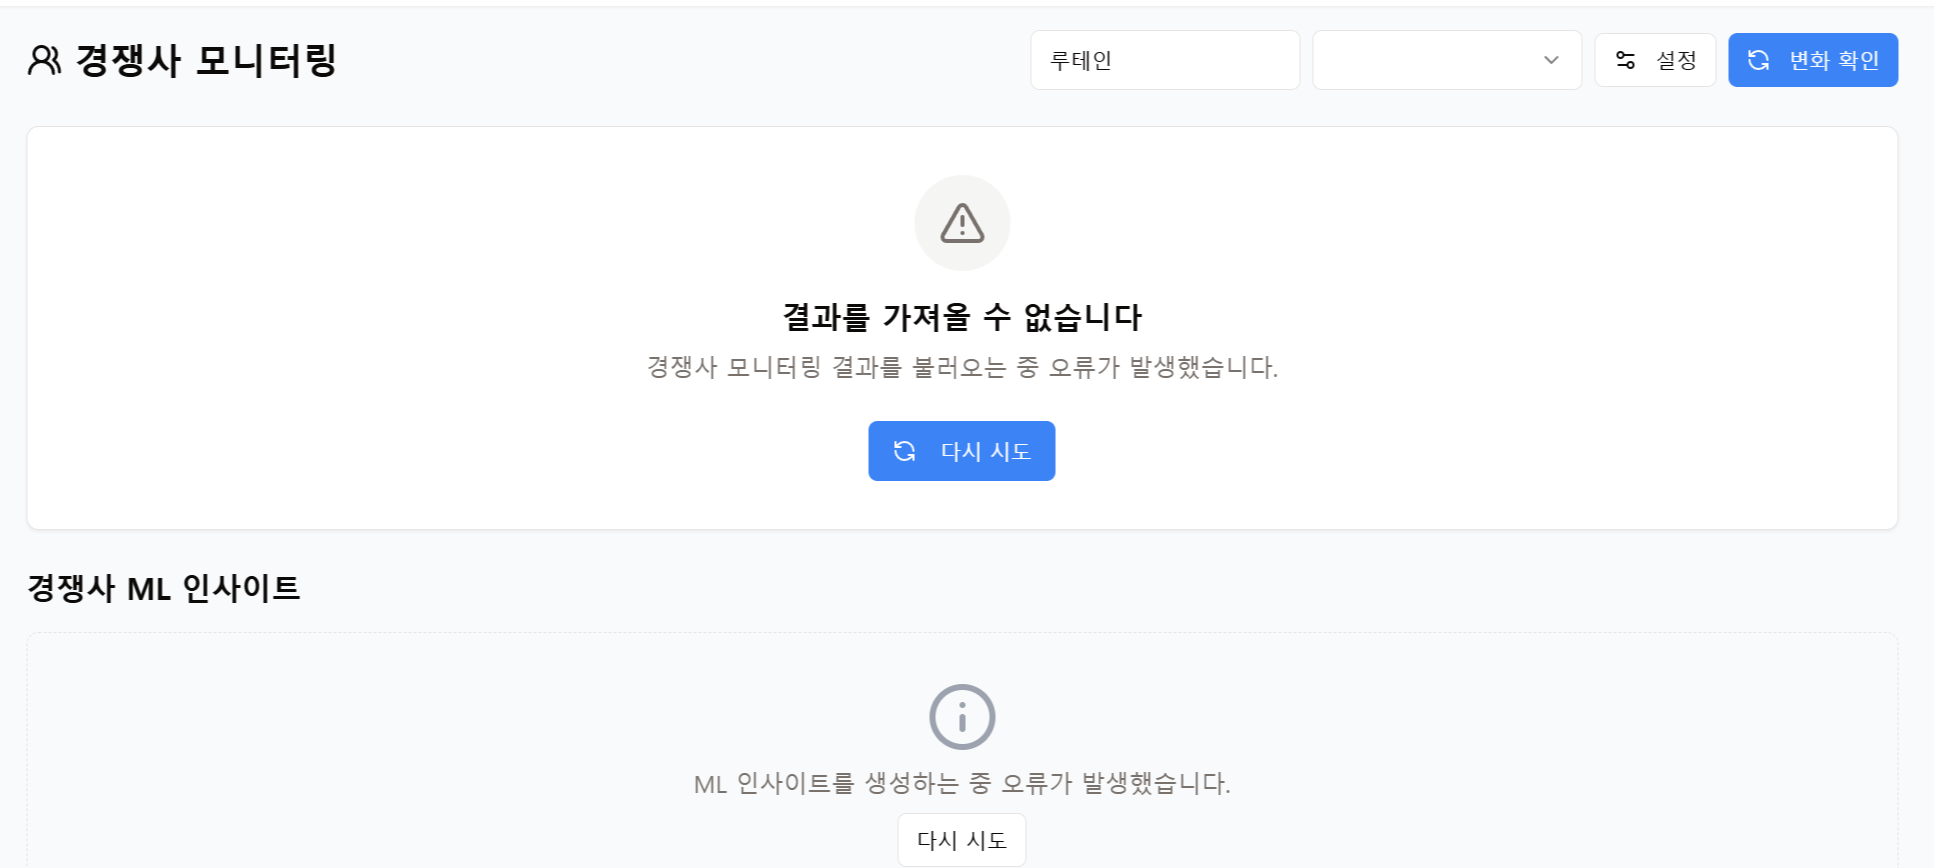 경쟁사 모니터링
루테인
설정
변화 확인
결과를 가져올 수 없습니다
경쟁사 모니터링 결과를 불러오는 중 오류가 발생했습니다.
다시 시도
경쟁사 ML 인사이트
ML 인사이트를 생성하는 중 오류가 발생했습니다.
다시 시도